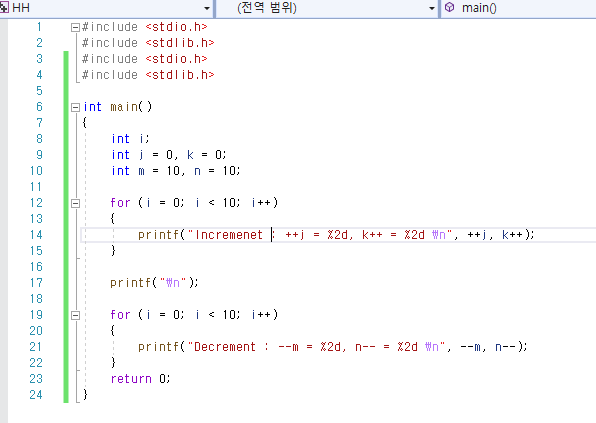 HH (전역 범위) main()
1 #include <stdio.h>
2 #include <stdlib.h>
3 #include <stdio.h>
4 #include <stdlib.h>
5
6 int main()
7 {
8 int i;
9 int j = 0, k = 0;
10 int m = 10, n = 10;
11
12 for (i = 0; i < 10; i++)
13 {
14 printf("Incremenet : ++j = %2d, k++ = %2d ₩n", ++j, k++);
15 }
16
17 printf("₩n");
18
19 for (i = 0; i < 10; i++)
20 {
21 printf("Decrement : --m = %2d, n-- = %2d ₩n", --m, n--);
22 }
23 return 0;
24 }